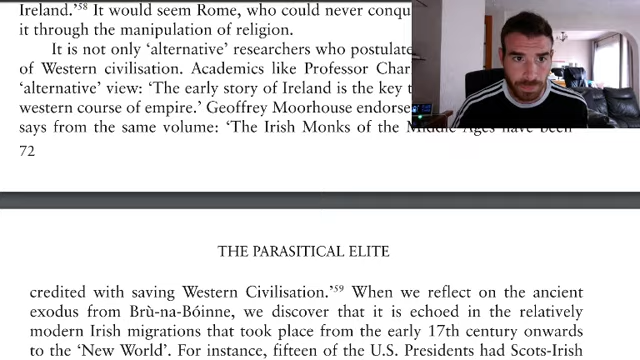 Ireland.'58 It would seem Rome, who could never conqu
it through the manipulation of religion.
It is not only 'alternative' researchers who postulate
of Western civilisation. Academics like Professor Char
'alternative' view: 'The early story of Ireland is the key t
western course of empire.' Geoffrey Moorhouse endorse
says from the same volume: 'The Irish Monks of the Middle Ages have been
72
THE PARASITICAL ELITE
credited with saving Western Civilisation.'59 When we reflect on the ancient
exodus from Brù-na-Bóinne, we discover that it is echoed in the relatively
modern Irish migrations that took place from the early 17th century onwards
to the 'New World'. For instance, fifteen of the U.S. Presidents had Scots-Irish